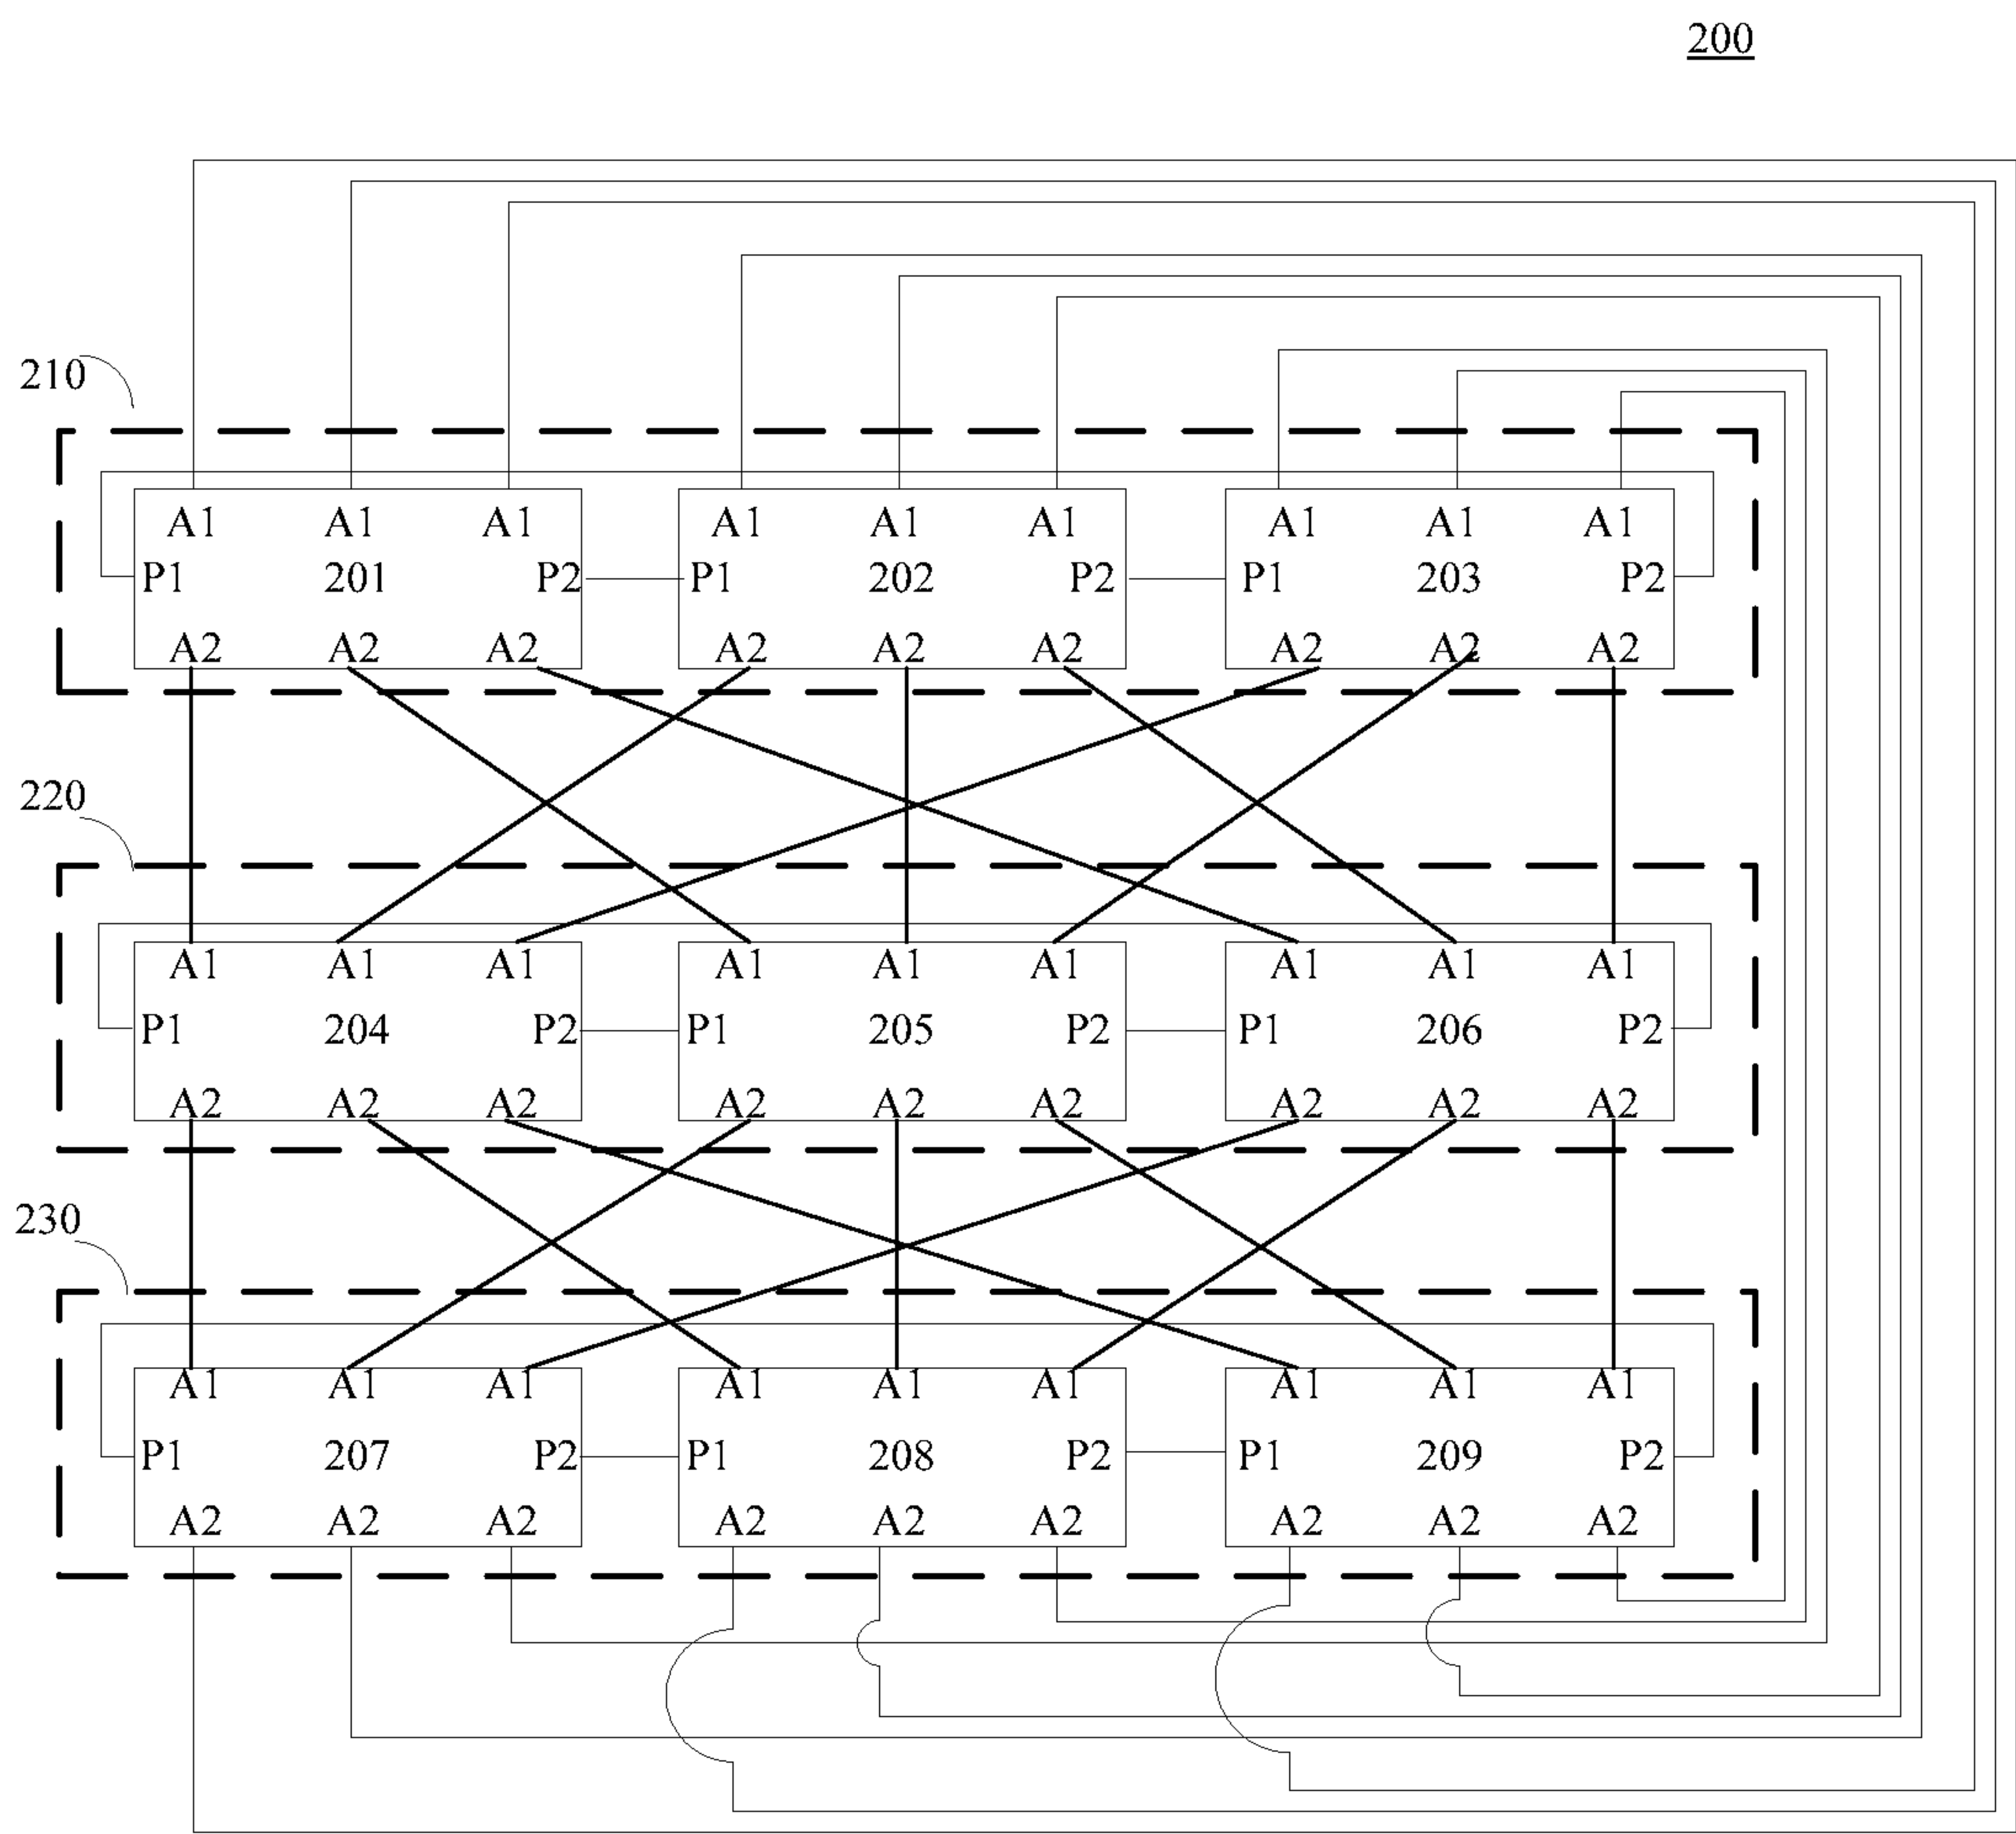 200
210
A1 A1 A1 A1 A1 A1 A1 A1 A1
P1 201 P2 P1 202 P2 P1 203 P2
A2 A2 A2 A2 A2 A2 A2 A2 A2
220
A1 A1 A1 A1 A1 A1 A1 A1 A1
P1 204 P2 P1 205 P2 P1 206 P2
A2 A2 A2 A2 A2 A2 A2 A2 A2
230
A1 A1 A1 A1 A1 A1 A1 A1 A1
P1 207 P2 P1 208 P2 P1 209 P2
A2 A2 A2 A2 A2 A2 A2 A2 A2